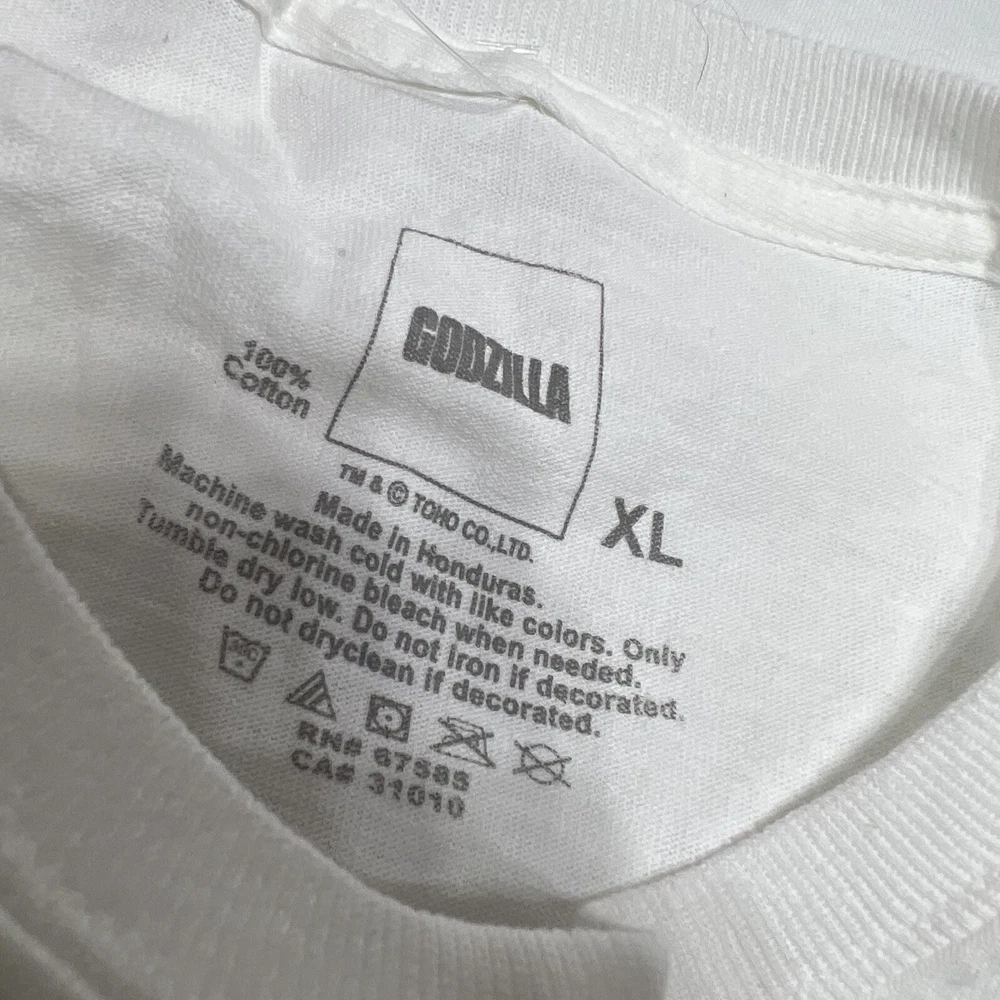 GODZILLA
100%
Cotton
TM & © TOHO CO.,LTD.
XL
Made in Honduras.
Machine wash cold with like colors. Only
non-chlorine bleach when needed.
Tumble dry low. Do not iron if decorated.
Do not dryclean if decorated.
RN# 67585
CA# 31010